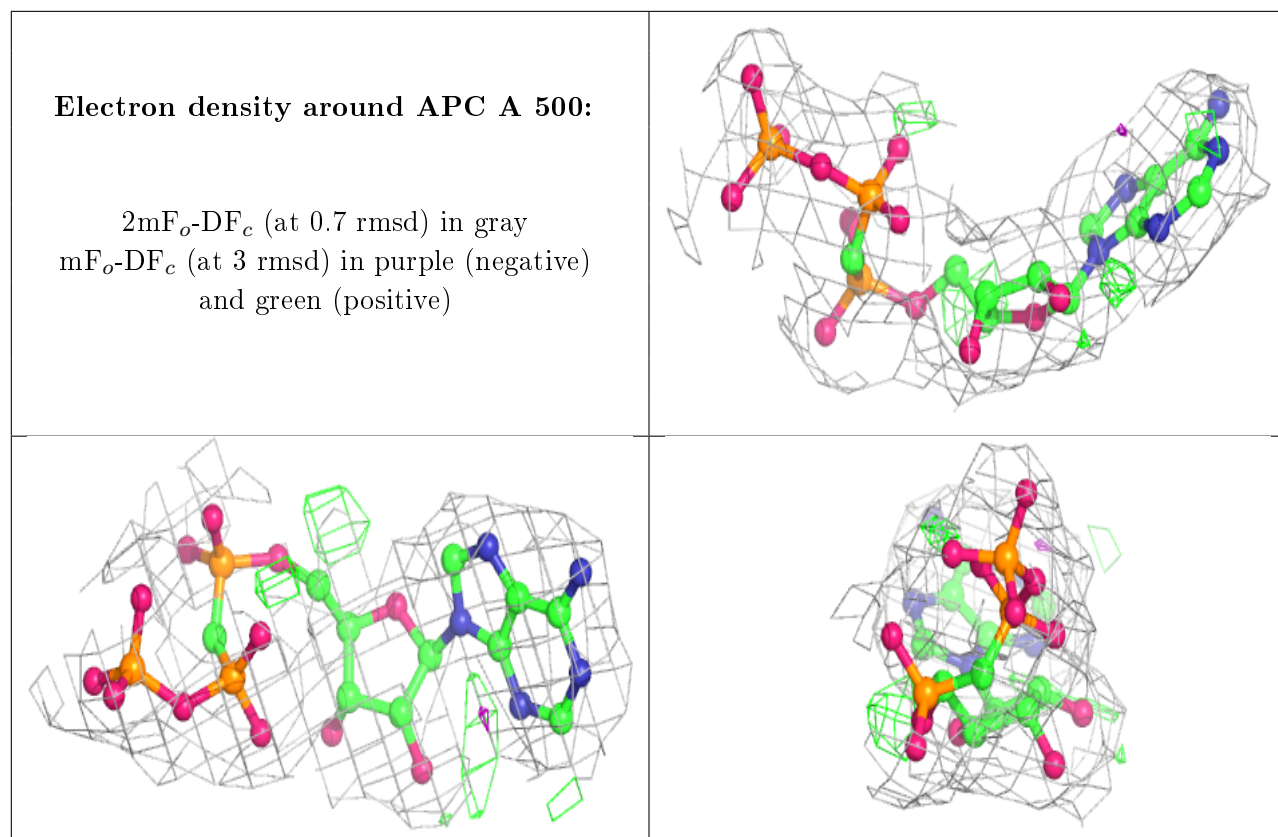 Electron density around APC A 500:
2mFₒ-DF𝒸 (at 0.7 rmsd) in gray
mFₒ-DF𝒸 (at 3 rmsd) in purple (negative)
and green (positive)